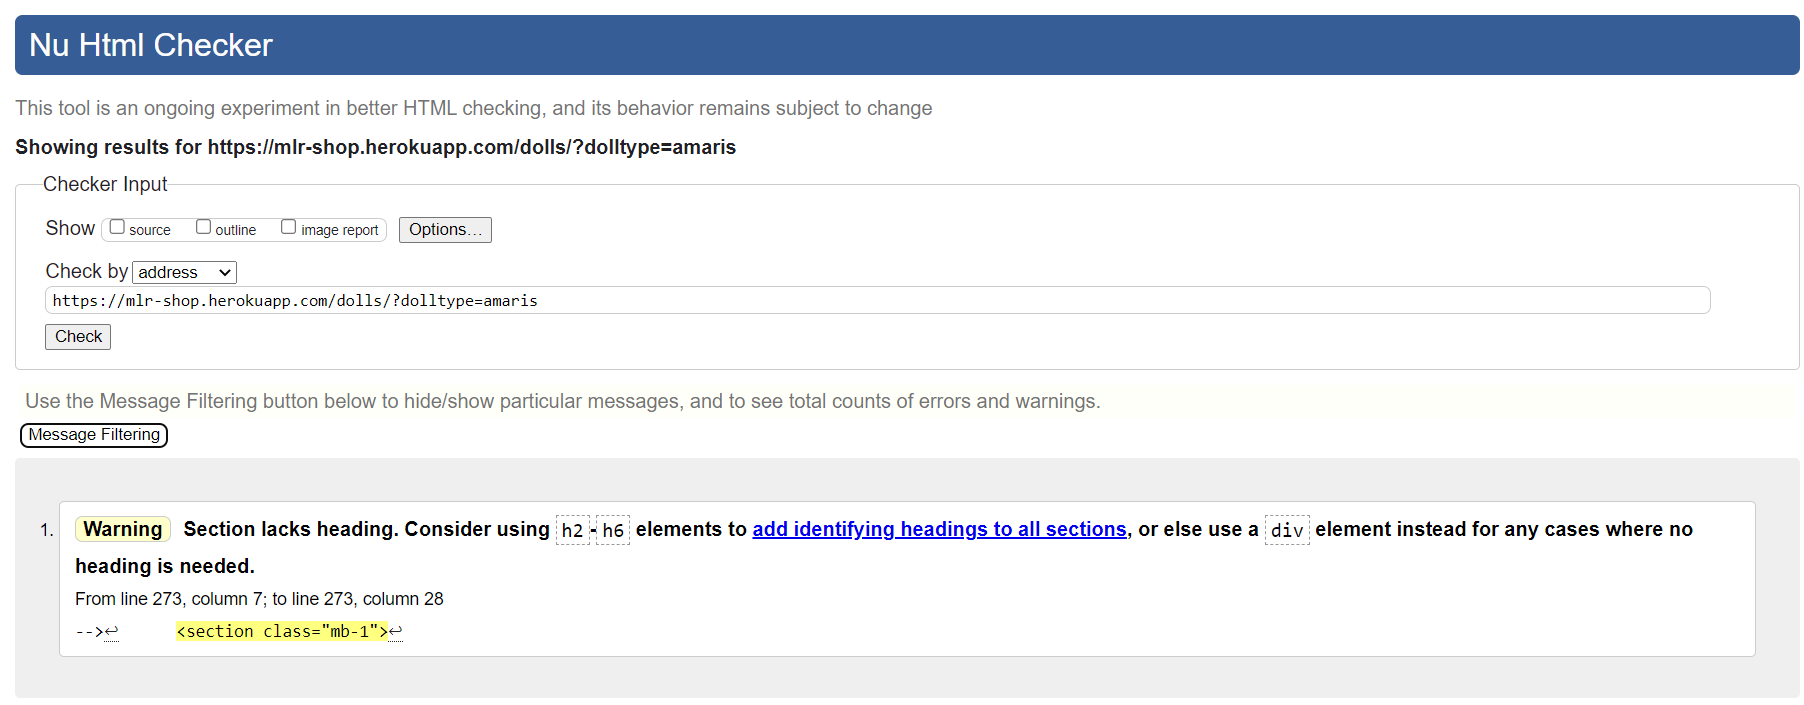 Nu Html Checker
This tool is an ongoing experiment in better HTML checking, and its behavior remains subject to change
Showing results for https://mlr-shop.herokuapp.com/dolls/?dolltype=amaris
Checker Input
Show source outline image report Options...
Check by address
https://mlr-shop.herokuapp.com/dolls/?dolltype=amaris
Check
Use the Message Filtering button below to hide/show particular messages, and to see total counts of errors and warnings.
Message Filtering
1. Warning Section lacks heading. Consider using h2-h6 elements to add identifying headings to all sections, or else use a div element instead for any cases where no
heading is needed.
From line 273, column 7; to line 273, column 28
-->↩ <section class="mb-1">↩